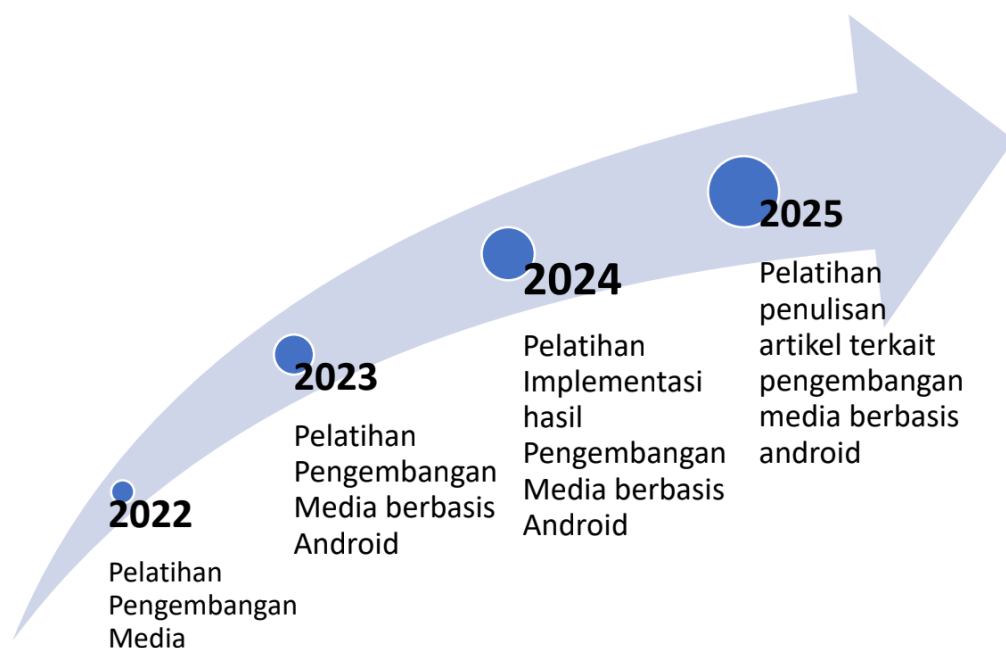 2022
Pelatihan
Pengembangan
Media
2023
Pelatihan
Pengembangan
Media berbasis
Android
2024
Pelatihan
Implementasi
hasil
Pengembangan
Media berbasis
Android
2025
Pelatihan
penulisan
artikel terkait
pengembangan
media berbasis
android